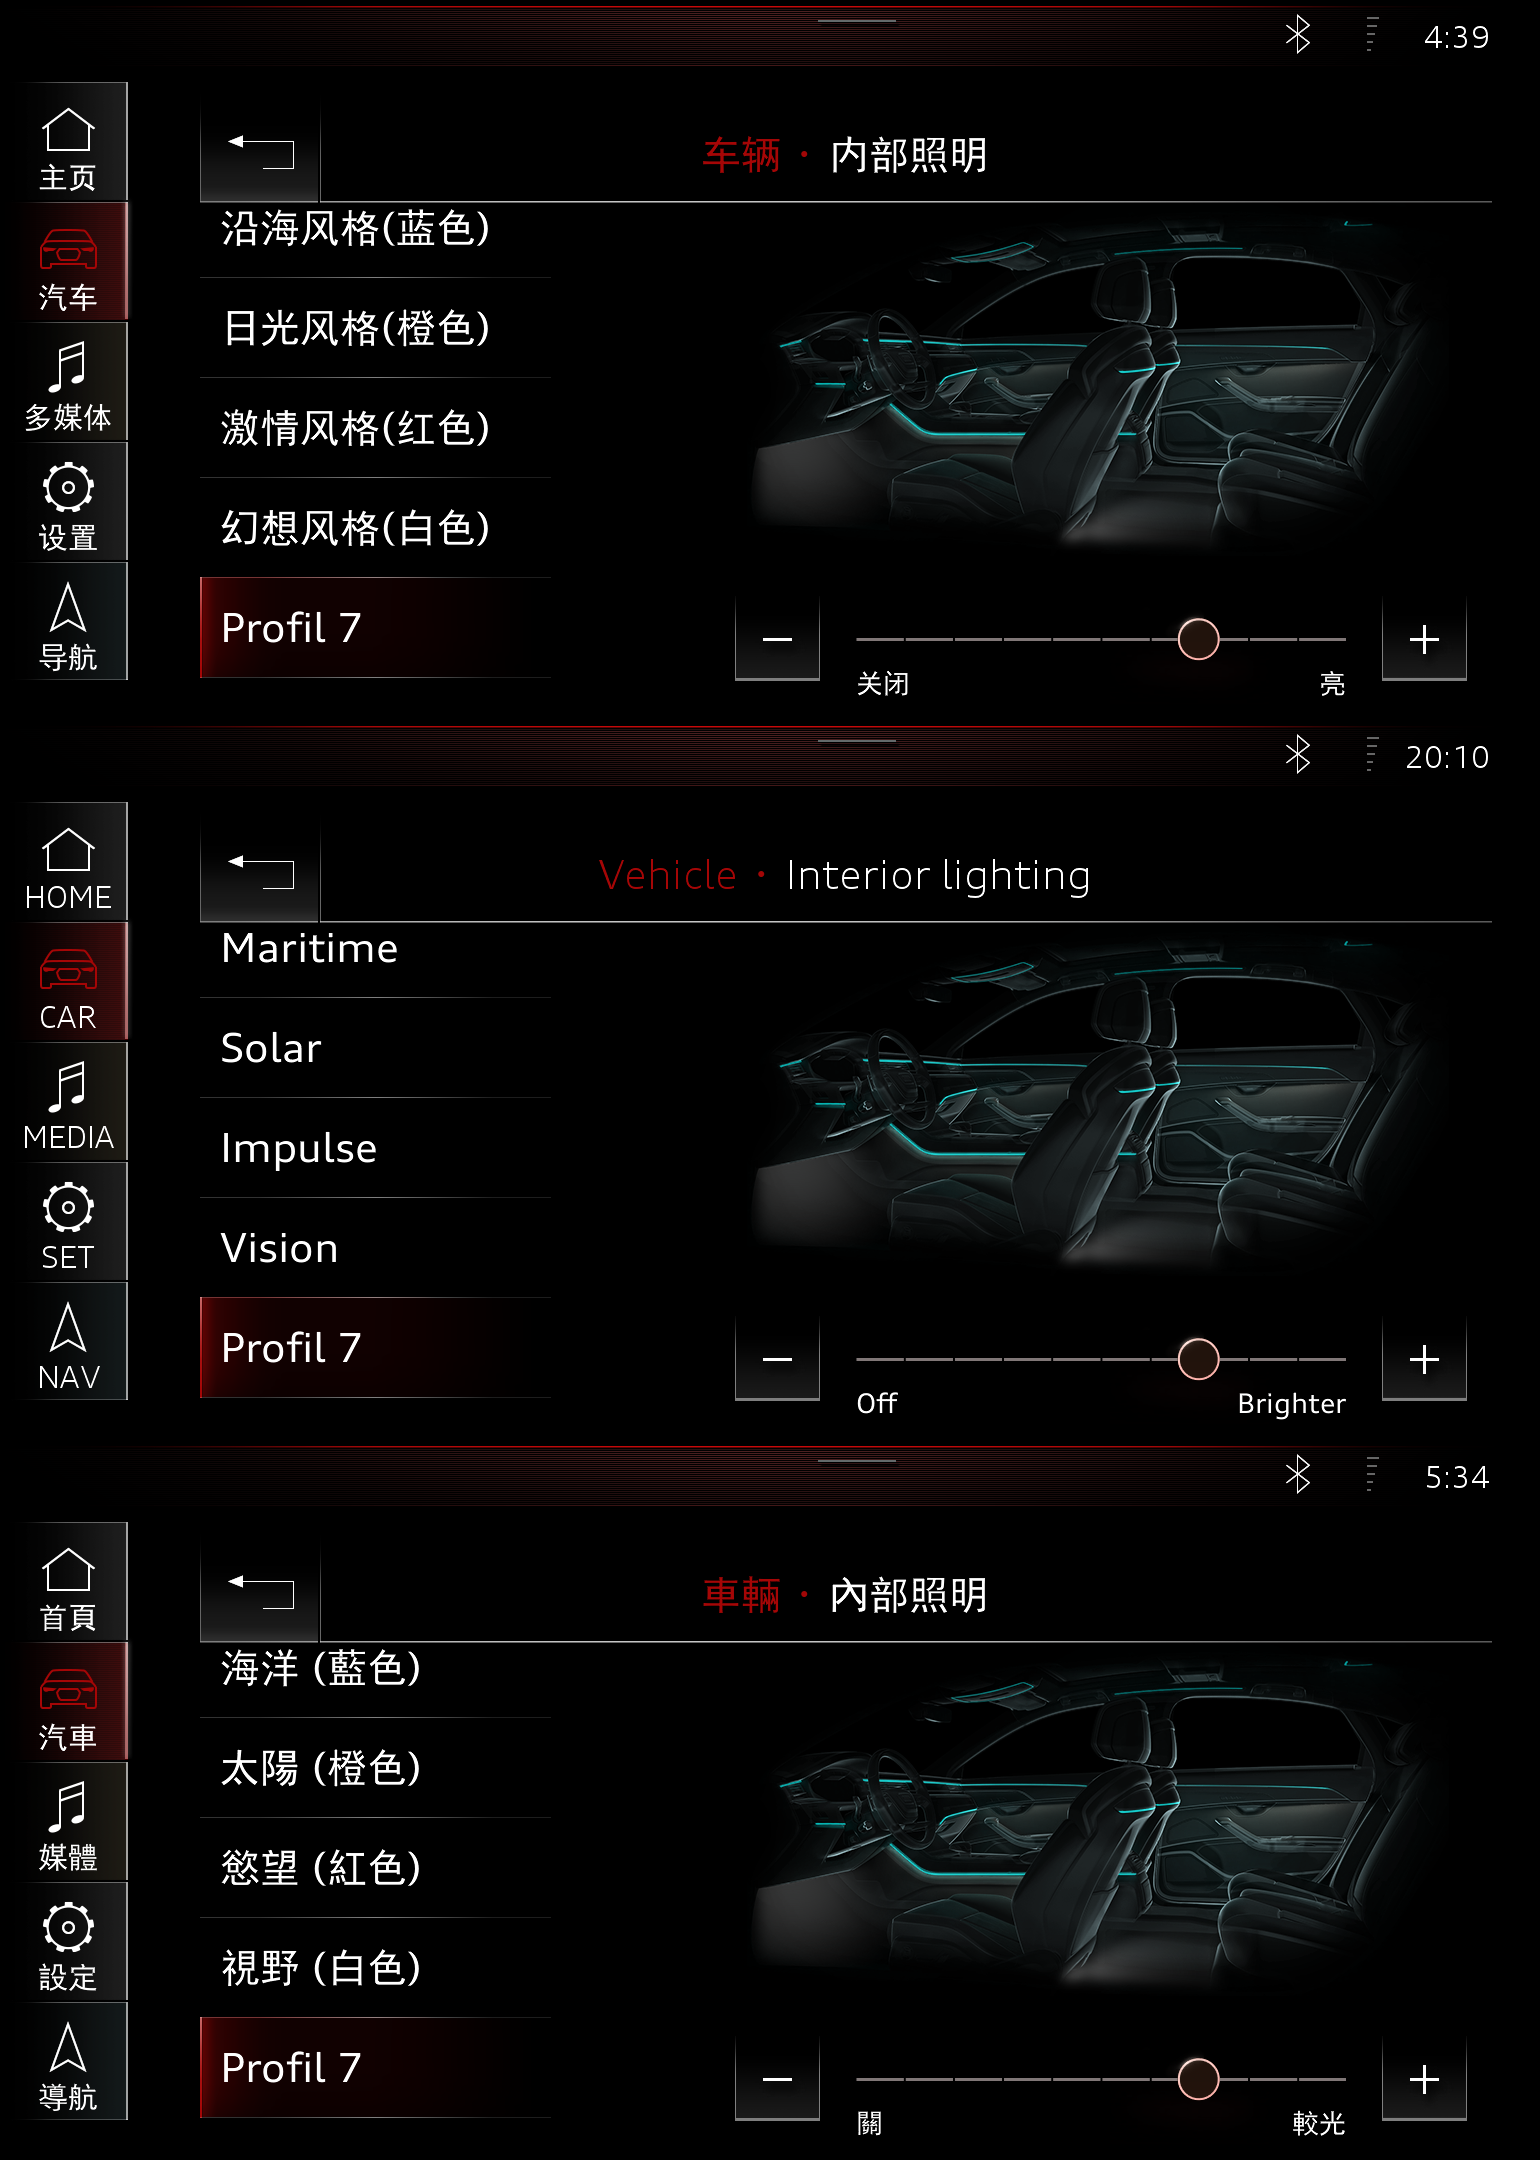 4:39
主页
车辆 · 内部照明
沿海风格(蓝色)
汽车
日光风格(橙色)
多媒体
激情风格(红色)
设置
幻想风格(白色)
导航
Profil 7
关闭
亮
20:10
HOME
Vehicle · Interior lighting
Maritime
CAR
Solar
MEDIA
Impulse
SET
Vision
NAV
Profil 7
Off
Brighter
5:34
首頁
車輛 · 內部照明
海洋 (藍色)
汽車
太陽 (橙色)
媒體
慾望 (紅色)
設定
視野 (白色)
導航
Profil 7
關
較光